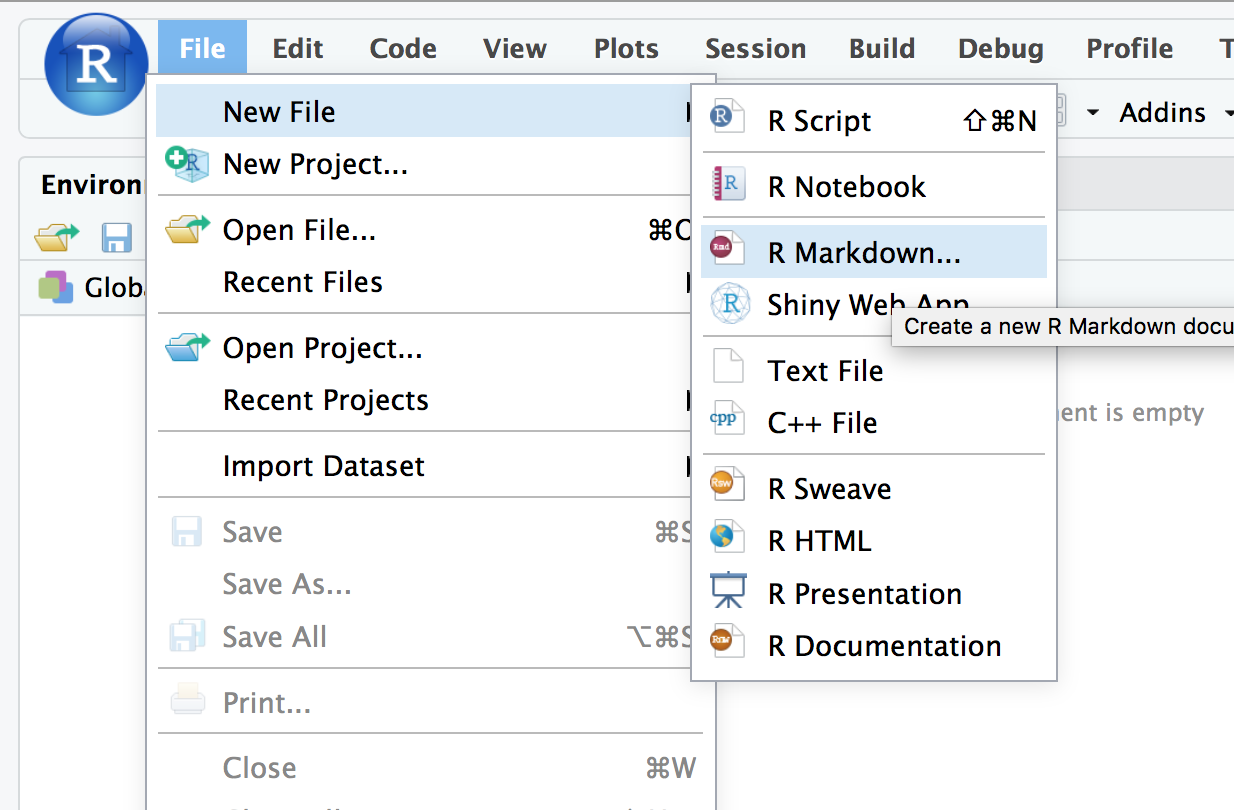 R File Edit Code View Plots Session Build Debug Profile T
Addins
New File
New Project...
Open File... ⌘O
Recent Files
Open Project...
Recent Projects
Import Dataset
Save ⌘S
Save As...
Save All ⌥⌘S
Print...
Close ⌘W
R Script ⇧⌘N
R Notebook
R Markdown...
Shiny Web App
Create a new R Markdown docu
Text File
C++ File
R Sweave
R HTML
R Presentation
R Documentation
Environ
Globa
ent is empty